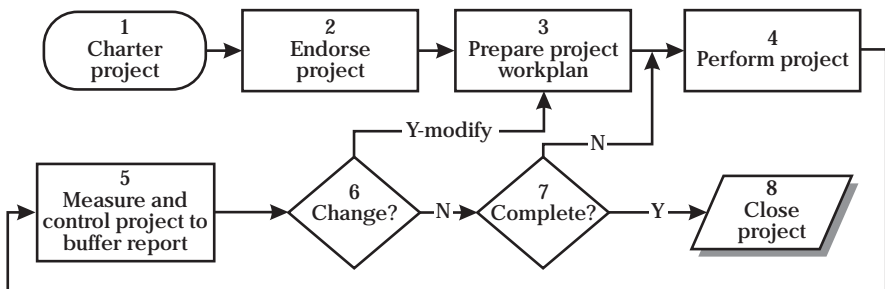 1
Charter
project
2
Endorse
project
3
Prepare project
workplan
4
Perform project
Y-modify
N
5
Measure and
control project to
buffer report
6
Change?
N
7
Complete?
Y
8
Close
project